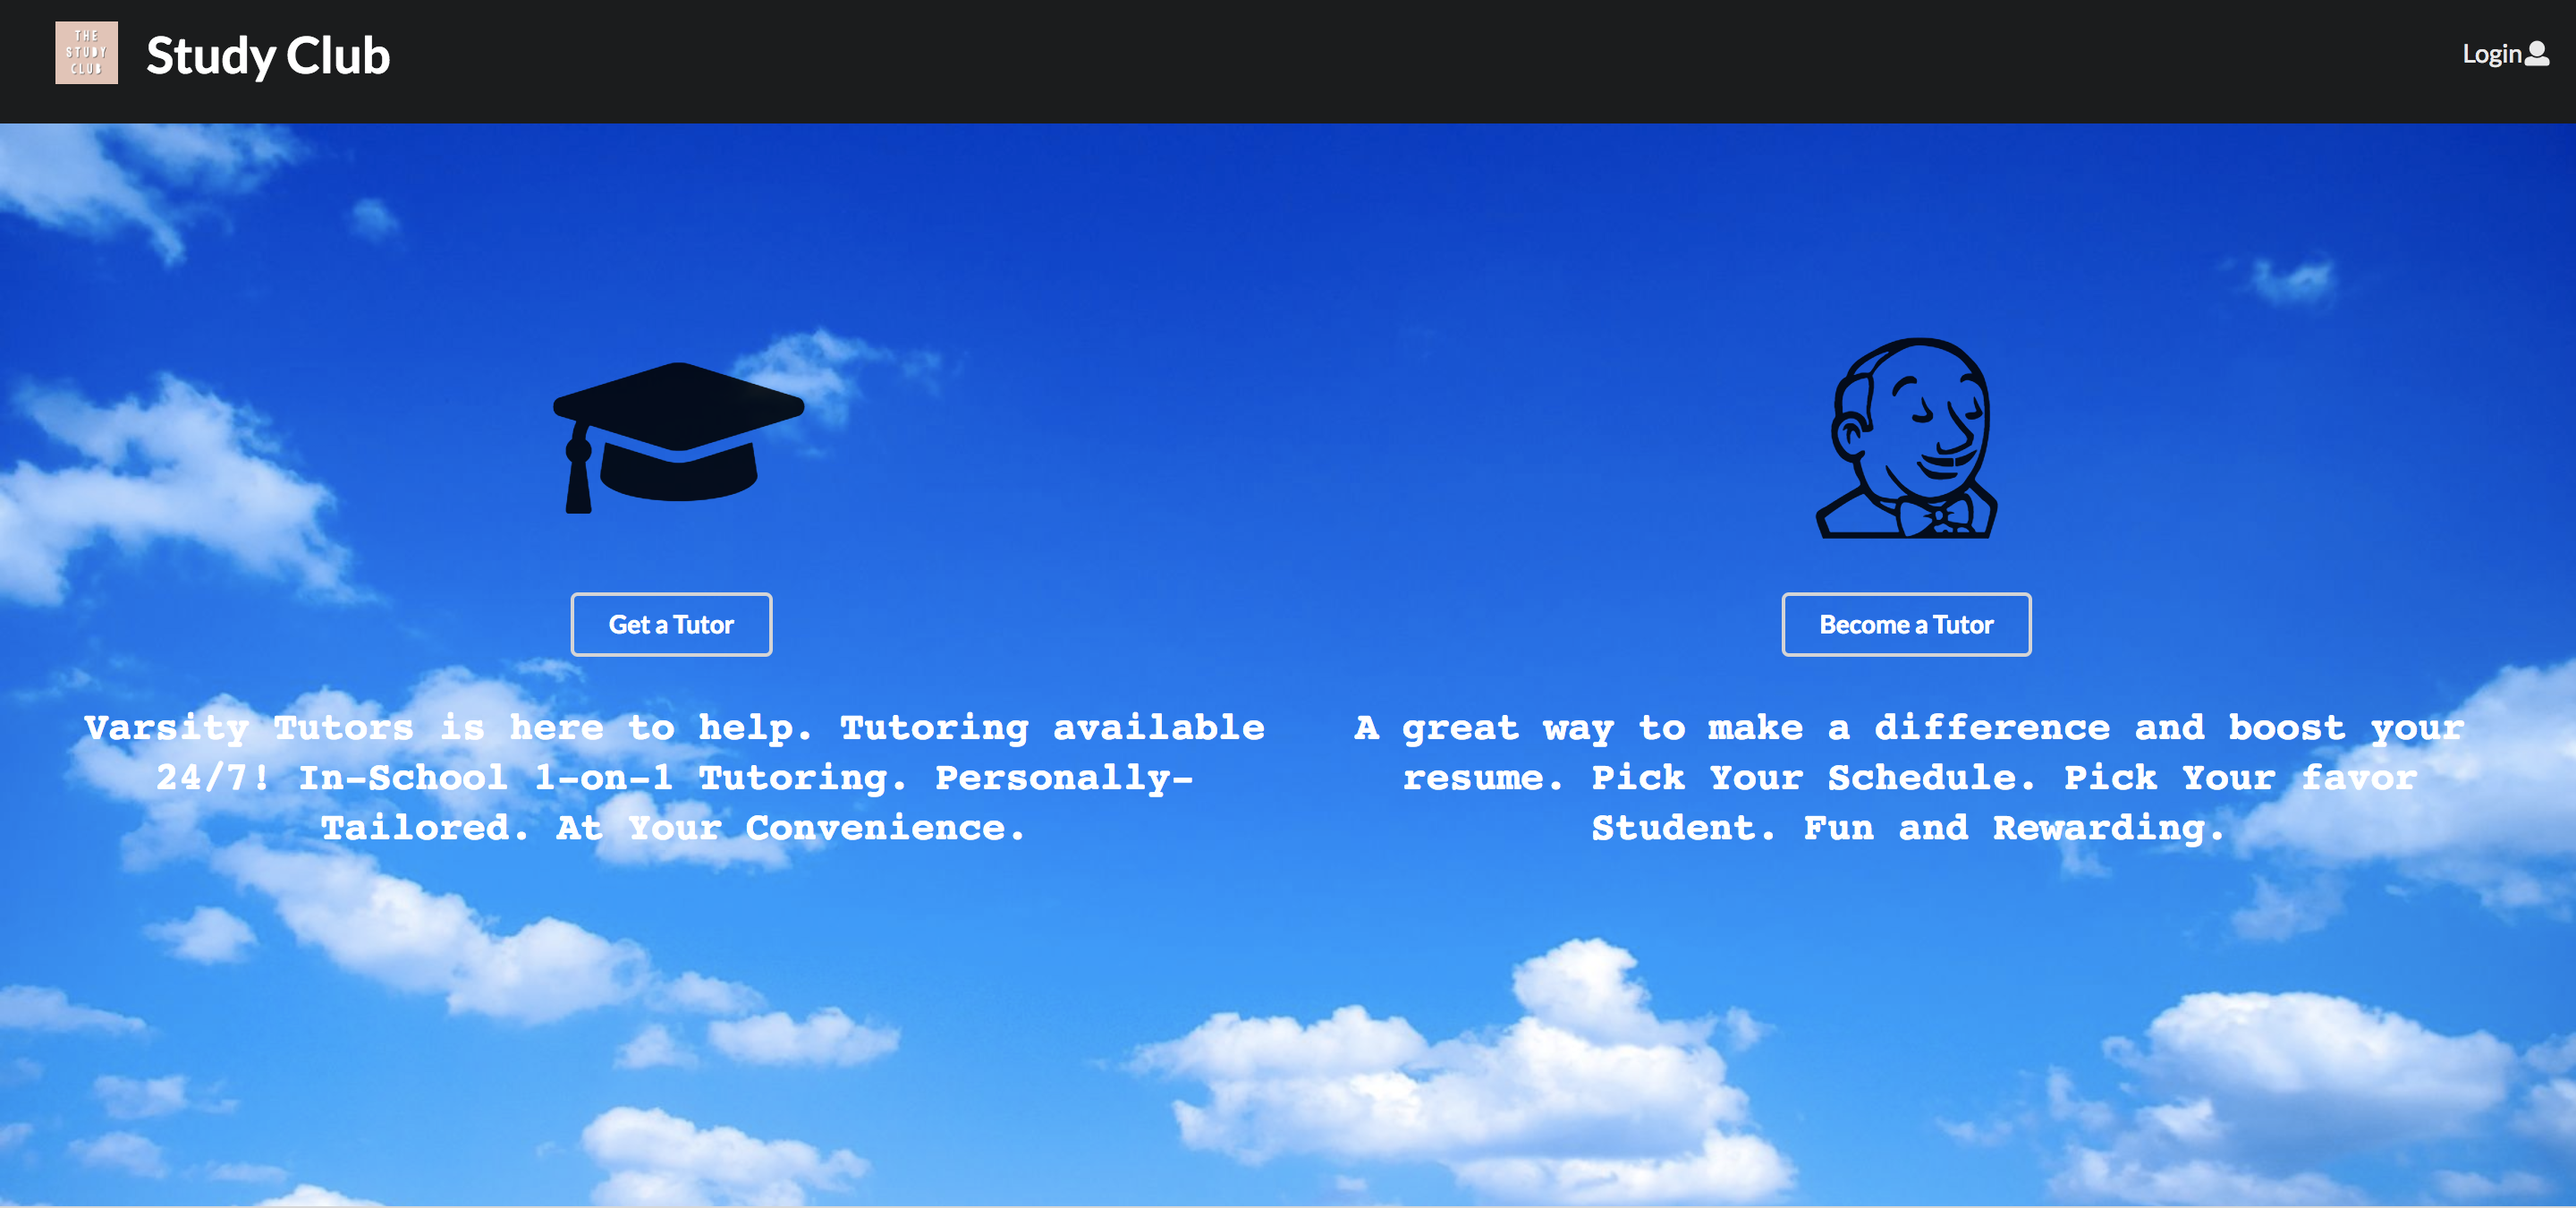 THE
STUDY
CLUB
Study Club
Login
Get a Tutor
Become a Tutor
Varsity Tutors is here to help. Tutoring available
24/7! In-School 1-on-1 Tutoring. Personally-
Tailored. At Your Convenience.
A great way to make a difference and boost your
resume. Pick Your Schedule. Pick Your favor
Student. Fun and Rewarding.